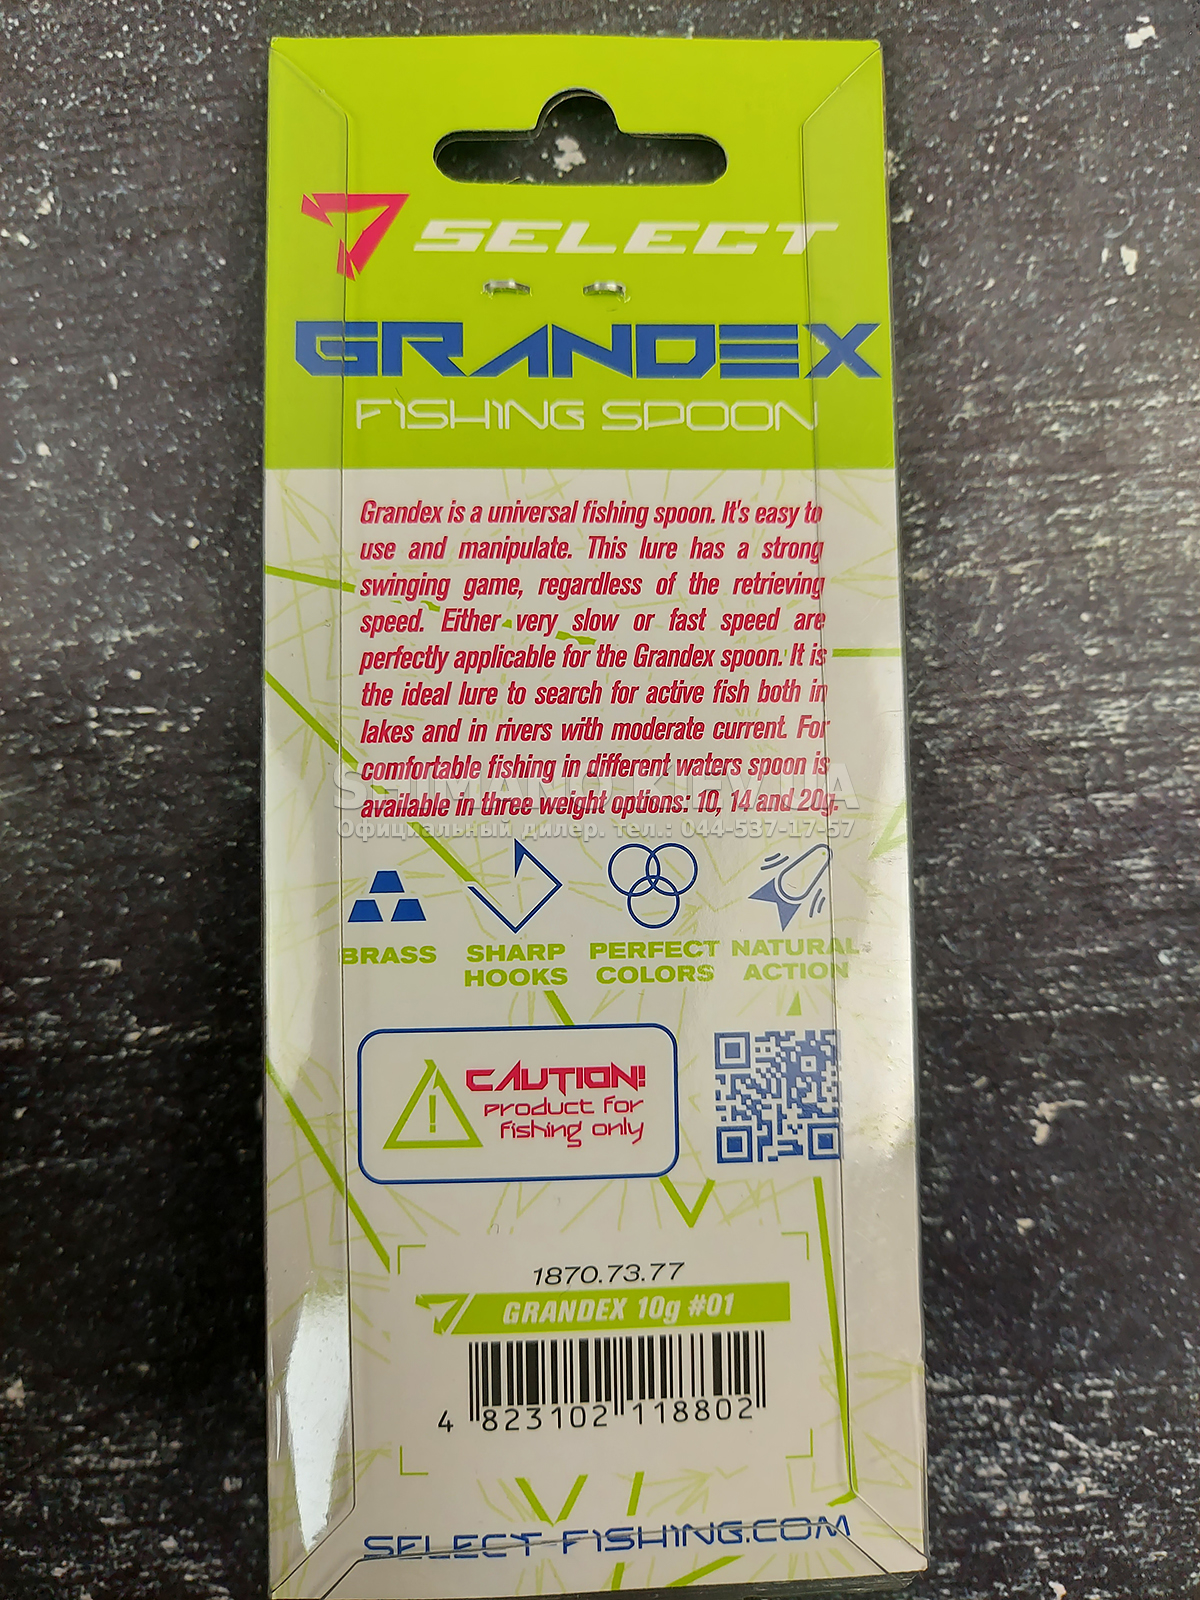 SELECT
GRANDEX
FISHING SPOON
Grandex is a universal fishing spoon. It's easy to
use and manipulate. This lure has a strong
swinging game, regardless of the retrieving
speed. Either very slow or fast speed are
perfectly applicable for the Grandex spoon. It is
the ideal lure to search for active fish both in
lakes and in rivers with moderate current. For
comfortable fishing in different waters spoon is
available in three weight options: 10, 14 and 20g.
SHIMANO.KIEV.UA
Официальный дилер. тел.: 044-537-17-57
BRASS
SHARP
HOOKS
PERFECT
COLORS
NATURAL
ACTION
CAUTION!
product for
fishing only
1870.73.77
GRANDEX 10g #01
4 823102 118802
SELECT-FISHING.COM